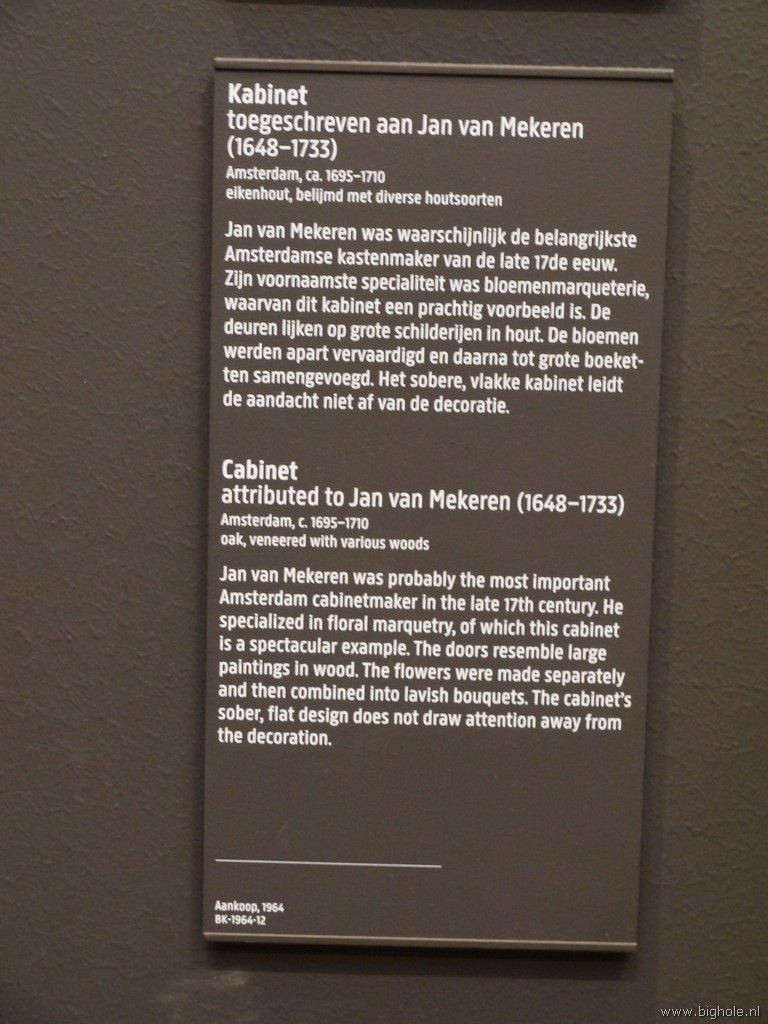 Kabinet
toegeschreven aan Jan van Mekeren
(1648–1733)
Amsterdam, ca. 1695–1710
eikenhout, belijmd met diverse houtsoorten
Jan van Mekeren was waarschijnlijk de belangrijkste
Amsterdamse kastenmaker van de late 17de eeuw.
Zijn voornaamste specialiteit was bloemenmarqueterie,
waarvan dit kabinet een prachtig voorbeeld is. De
deuren lijken op grote schilderijen in hout. De bloemen
werden apart vervaardigd en daarna tot grote boeket-
ten samengevoegd. Het sobere, vlakke kabinet leidt
de aandacht niet af van de decoratie.
Cabinet
attributed to Jan van Mekeren (1648–1733)
Amsterdam, c. 1695–1710
oak, veneered with various woods
Jan van Mekeren was probably the most important
Amsterdam cabinetmaker in the late 17th century. He
specialized in floral marquetry, of which this cabinet
is a spectacular example. The doors resemble large
paintings in wood. The flowers were made separately
and then combined into lavish bouquets. The cabinet's
sober, flat design does not draw attention away from
the decoration.
Aankoop, 1964
BK-1964-12
www.bighole.nl